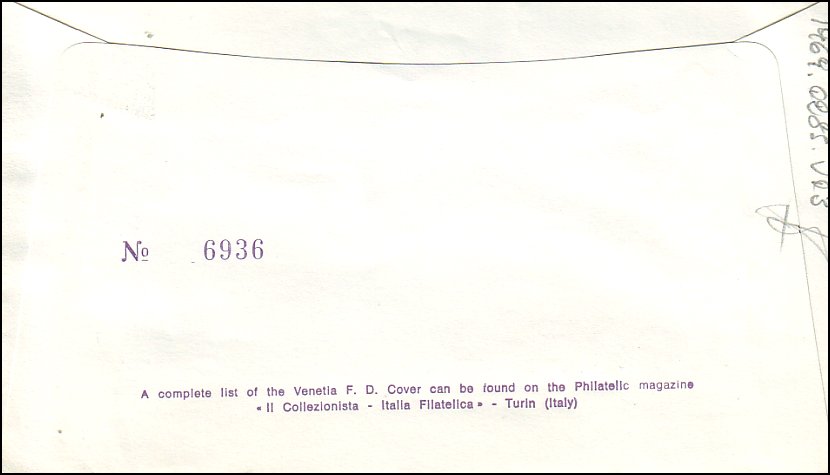 1964.0085.003
№ 6936
A complete list of the Venetia F. D. Cover can be found on the Philatelic magazine
« Il Collezionista - Italia Filatelica » - Turin (Italy)